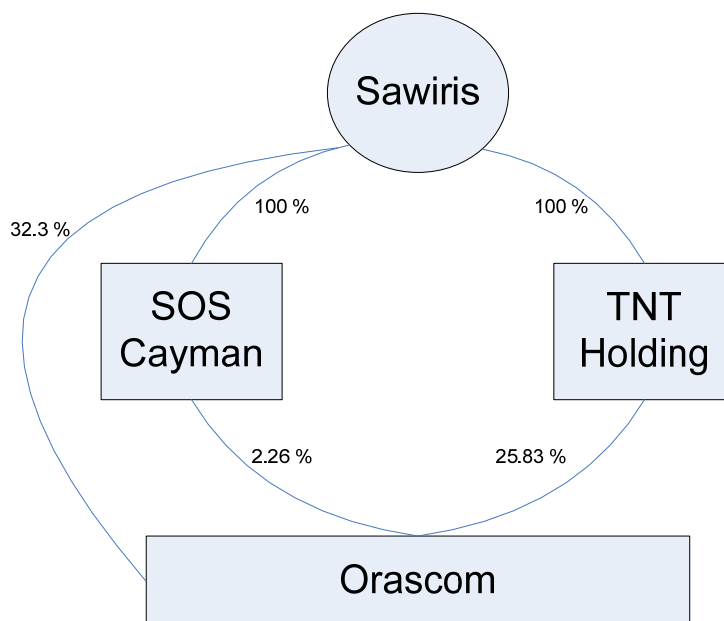 Sawiris
100 %
100 %
32.3 %
SOS
Cayman
TNT
Holding
2.26 %
25.83 %
Orascom